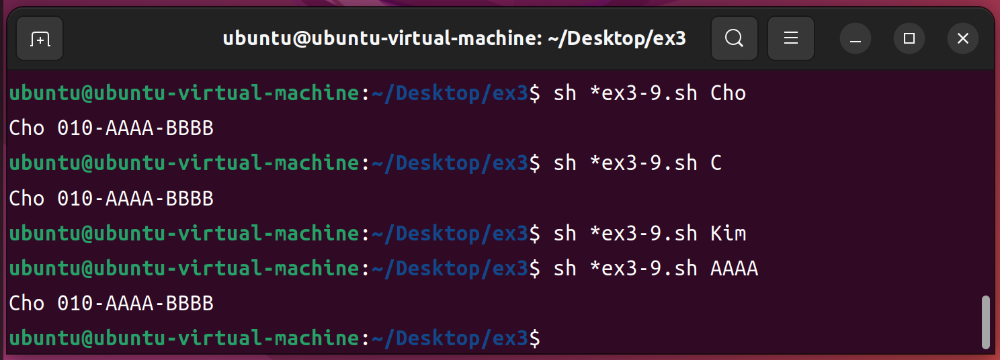 ubuntu@ubuntu-virtual-machine: ~/Desktop/ex3
ubuntu@ubuntu-virtual-machine:~/Desktop/ex3$ sh *ex3-9.sh Cho
Cho 010-AAAA-BBBB
ubuntu@ubuntu-virtual-machine:~/Desktop/ex3$ sh *ex3-9.sh C
Cho 010-AAAA-BBBB
ubuntu@ubuntu-virtual-machine:~/Desktop/ex3$ sh *ex3-9.sh Kim
ubuntu@ubuntu-virtual-machine:~/Desktop/ex3$ sh *ex3-9.sh AAAA
Cho 010-AAAA-BBBB
ubuntu@ubuntu-virtual-machine:~/Desktop/ex3$